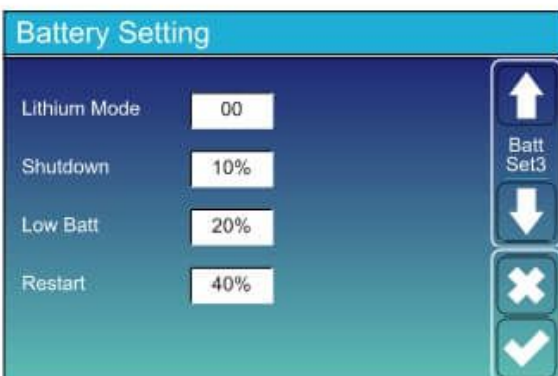 Battery Setting
Lithium Mode 00
Batt
Set3
Shutdown 10%
Low Batt 20%
Restart 40%